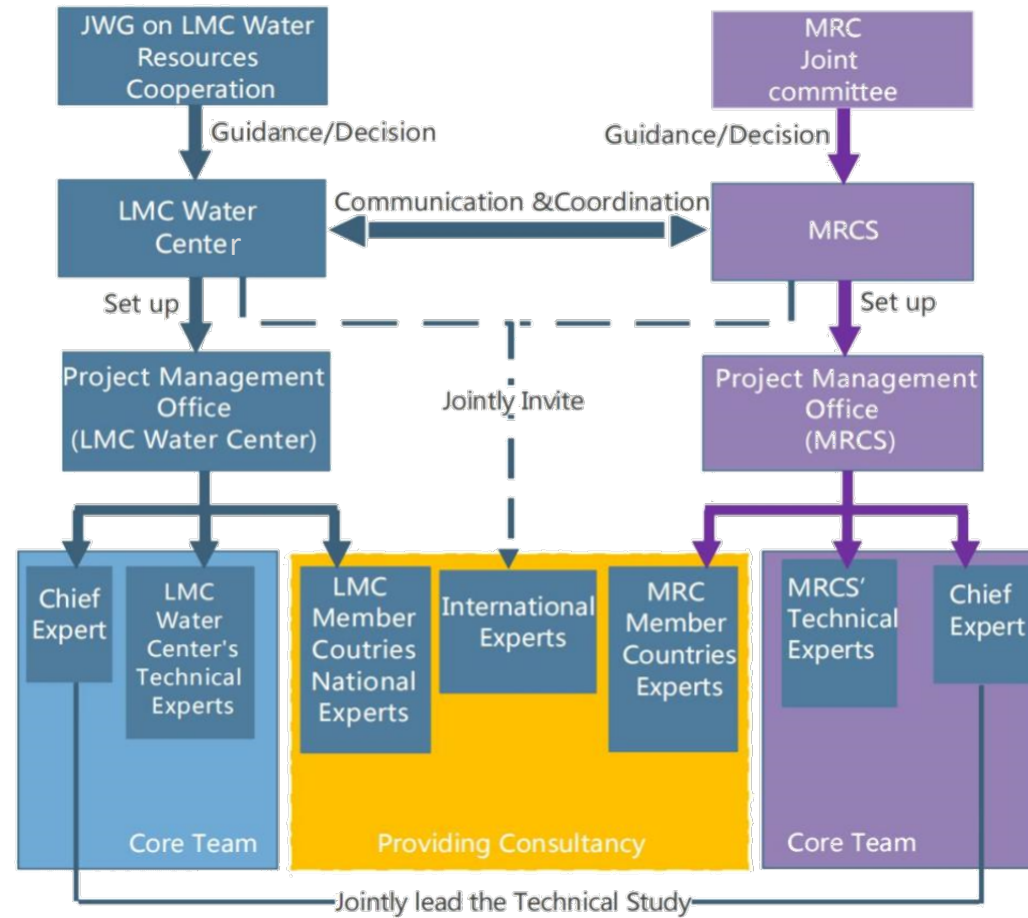 JWG on LMC Water
Resources
Cooperation
MRC
Joint
committee
Guidance/Decision
Guidance/Decision
LMC Water
Center
Communication &Coordination
MRCS
Set up
Set up
Project Management
Office
(LMC Water Center)
Jointly Invite
Project Management
Office
(MRCS)
Chief
Expert
LMC
Water
Center's
Technical
Experts
LMC
Member
Coutries
National
Experts
International
Experts
MRC
Member
Countries
Experts
MRCS’
Technical
Experts
Chief
Expert
Core Team
Providing Consultancy
Core Team
Jointly lead the Technical Study